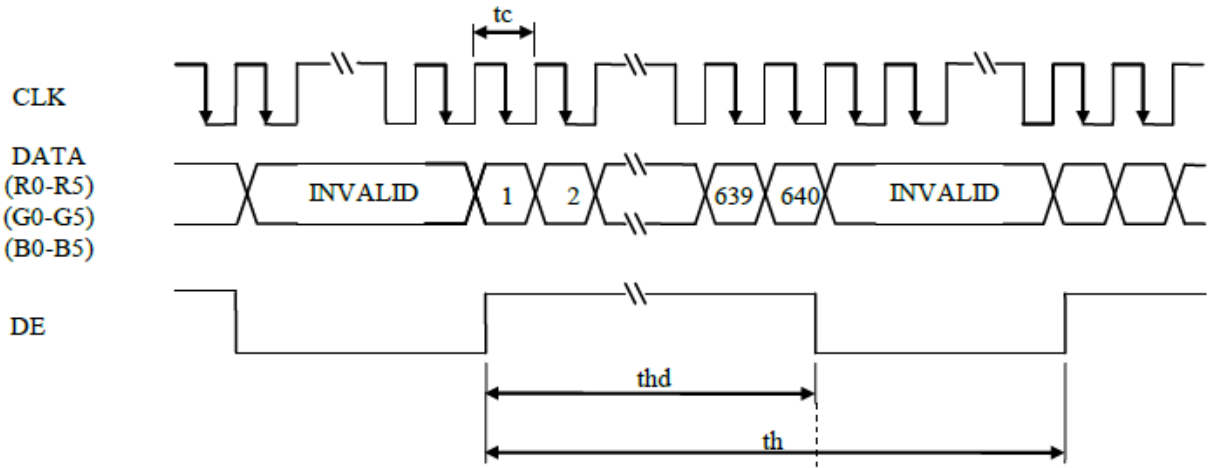 tc
CLK
DATA
(R0-R5)
(G0-G5)
(B0-B5)
INVALID 1 2 639 640 INVALID
DE
thd
th